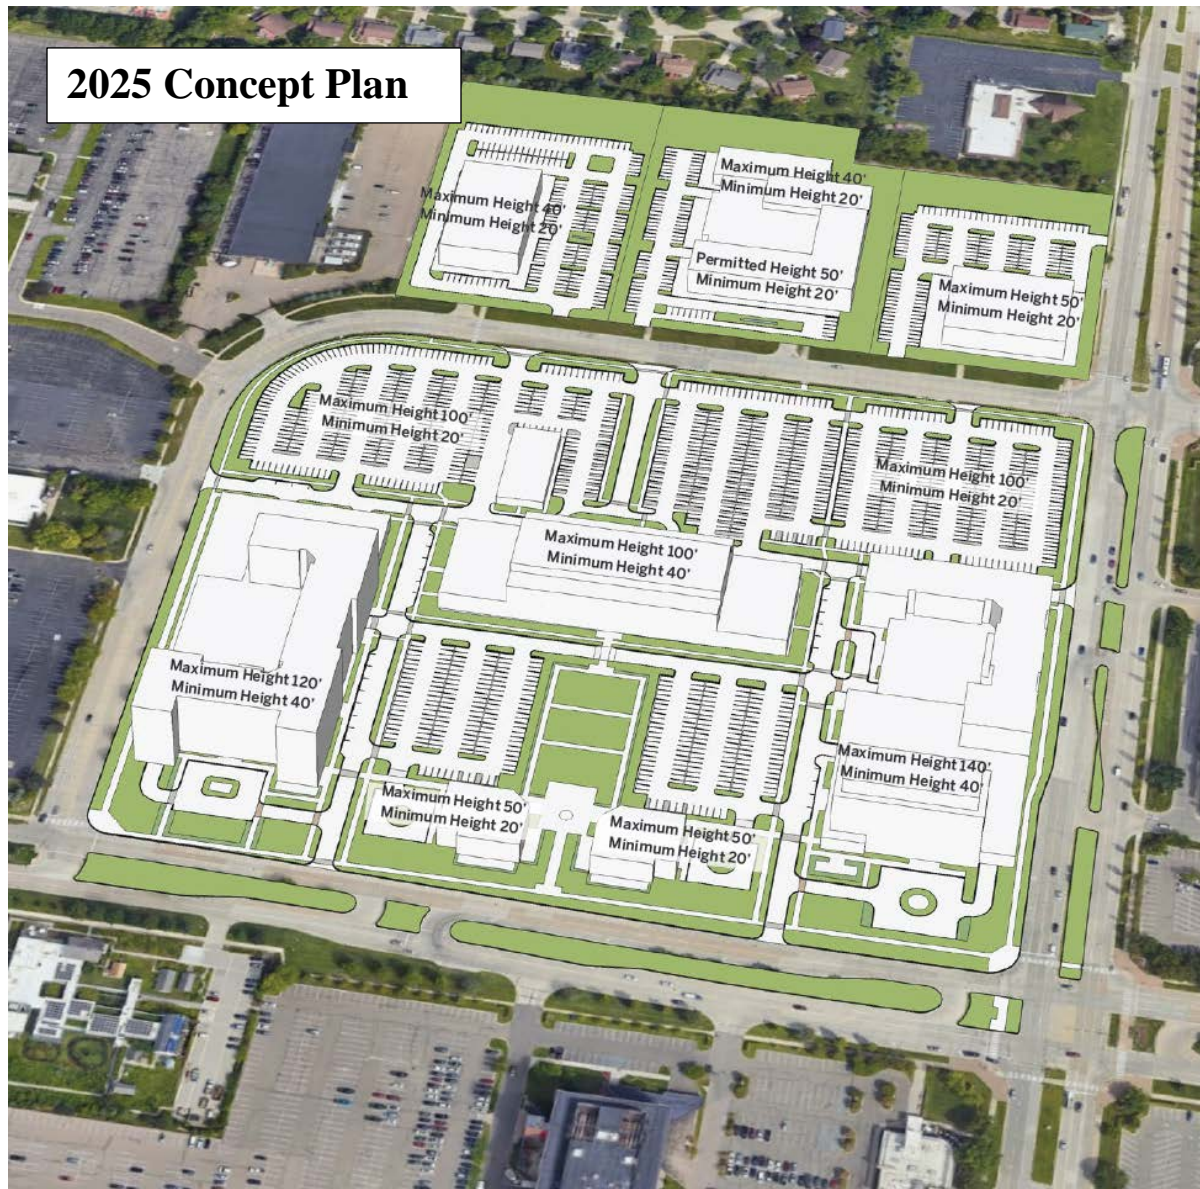 2025 Concept Plan
Maximum Height 40'
Minimum Height 20'
Maximum Height 40'
Minimum Height 20'
Permitted Height 50'
Minimum Height 20'
Maximum Height 50'
Minimum Height 20'
Maximum Height 100'
Minimum Height 20'
Maximum Height 100'
Minimum Height 20'
Maximum Height 100'
Minimum Height 40'
Maximum Height 120'
Minimum Height 40'
Maximum Height 140'
Minimum Height 40'
Maximum Height 50'
Minimum Height 20'
Maximum Height 50'
Minimum Height 20'